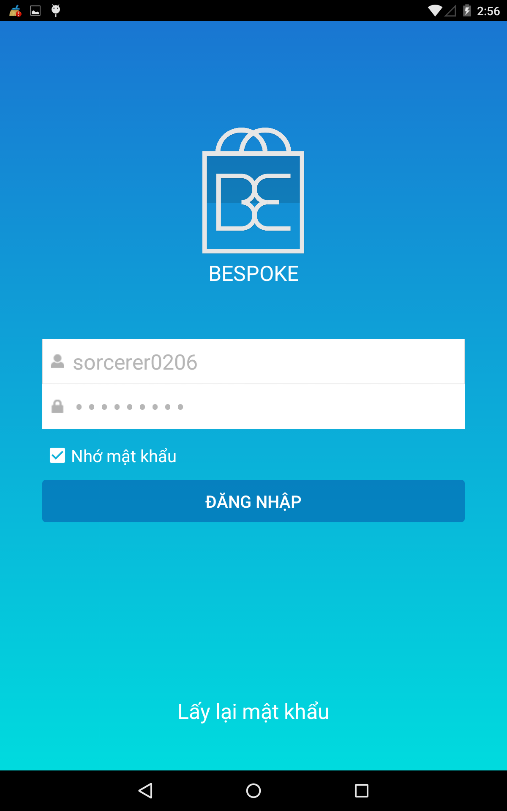 2:56
BE
BESPOKE
sorcerer0206
•••••••••
Nhớ mật khẩu
ĐĂNG NHẬP
Lấy lại mật khẩu